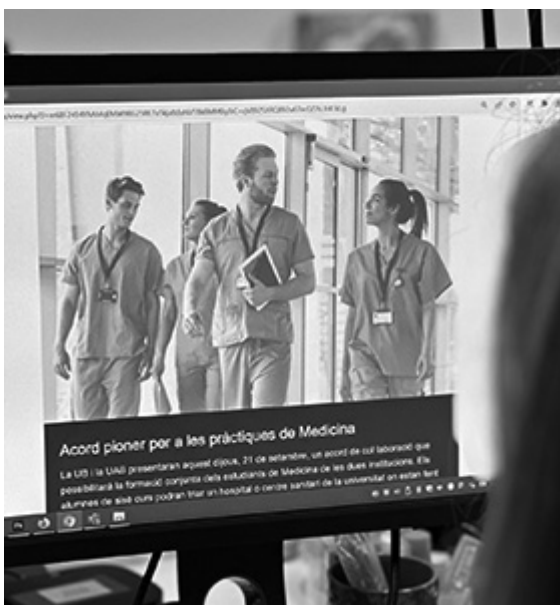 Acord pioner per a les pràctiques de Medicina
La UB i la UAB presentaran aquest dijous, 21 de setembre, un acord de col·laboració que
possibilitarà la formació conjunta dels estudiants de Medicina de les dues institucions. Els
alumnes de sisè curs podran triar un hospital o centre sanitari de la universitat on estan fent